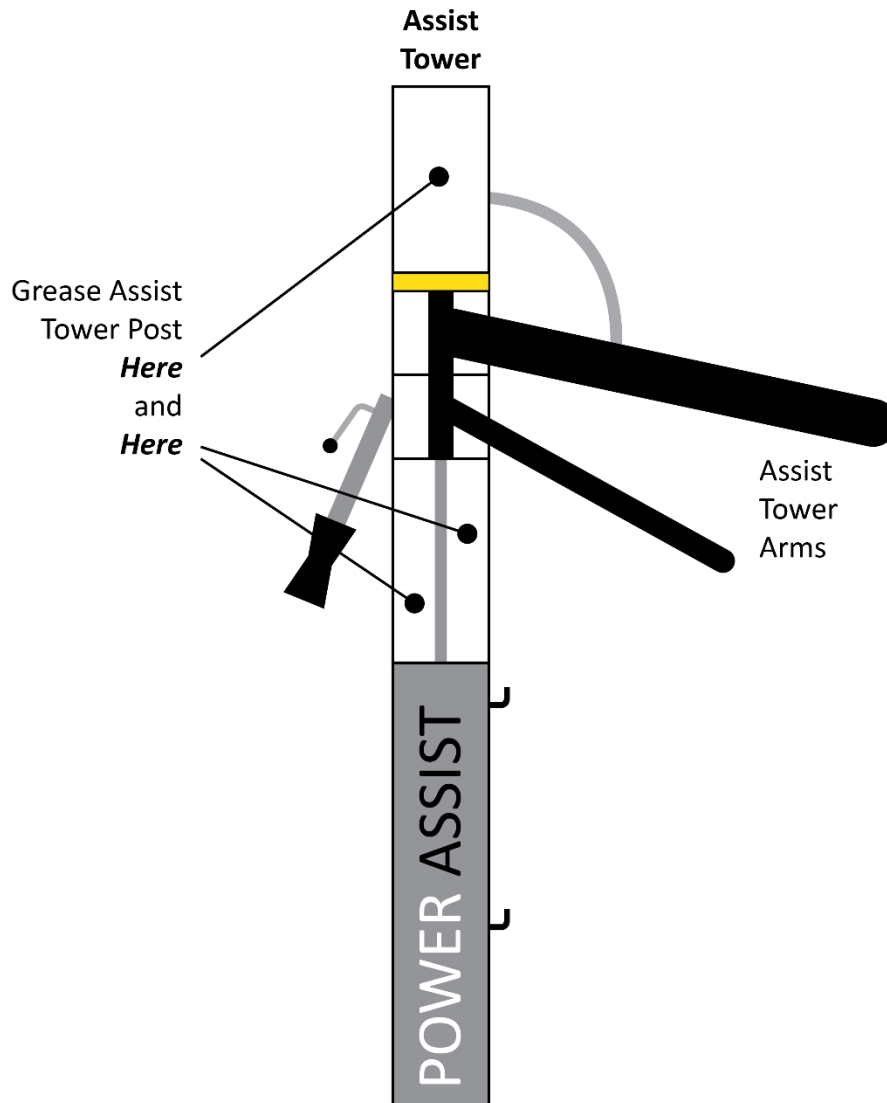 Assist
Tower
Grease Assist
Tower Post
Here
and
Here
Assist
Tower
Arms
POWER ASSIST